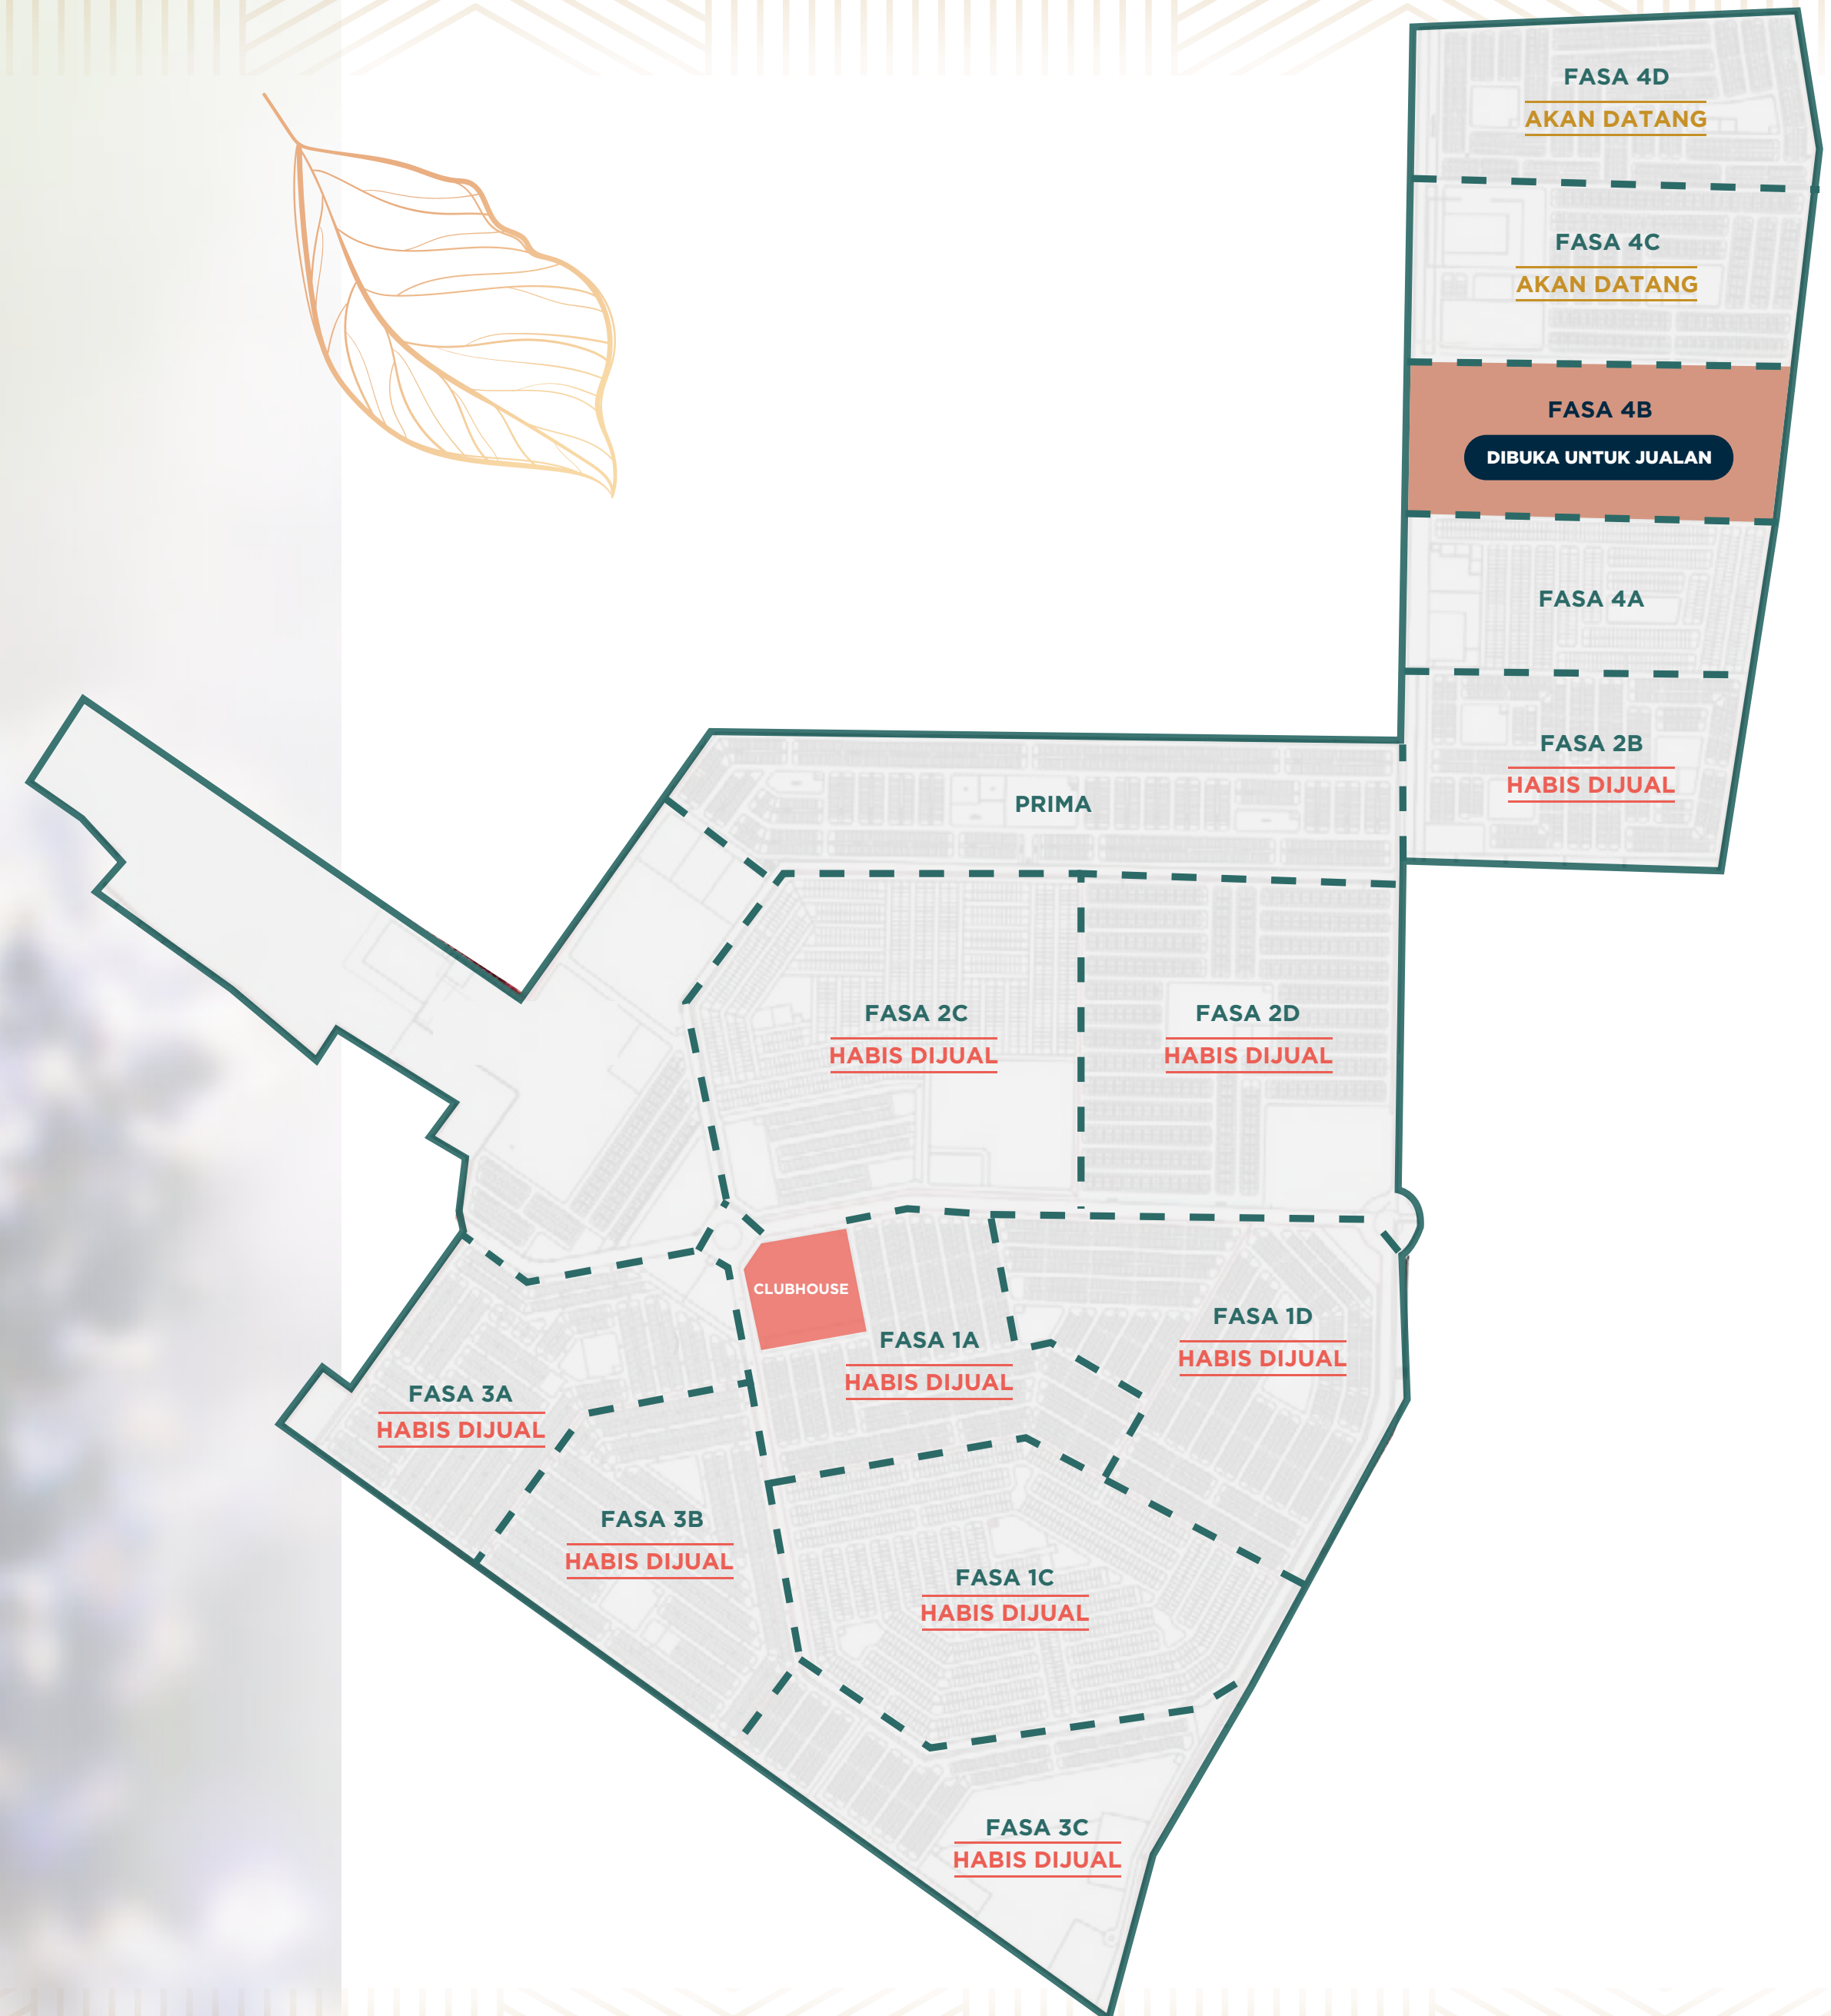 FASA 4D
AKAN DATANG
FASA 4C
AKAN DATANG
FASA 4B
DIBUKA UNTUK JUALAN
FASA 4A
FASA 2B
HABIS DIJUAL
PRIMA
FASA 2C
HABIS DIJUAL
FASA 2D
HABIS DIJUAL
CLUBHOUSE
FASA 1A
HABIS DIJUAL
FASA 1D
HABIS DIJUAL
FASA 3A
HABIS DIJUAL
FASA 3B
HABIS DIJUAL
FASA 1C
HABIS DIJUAL
FASA 3C
HABIS DIJUAL